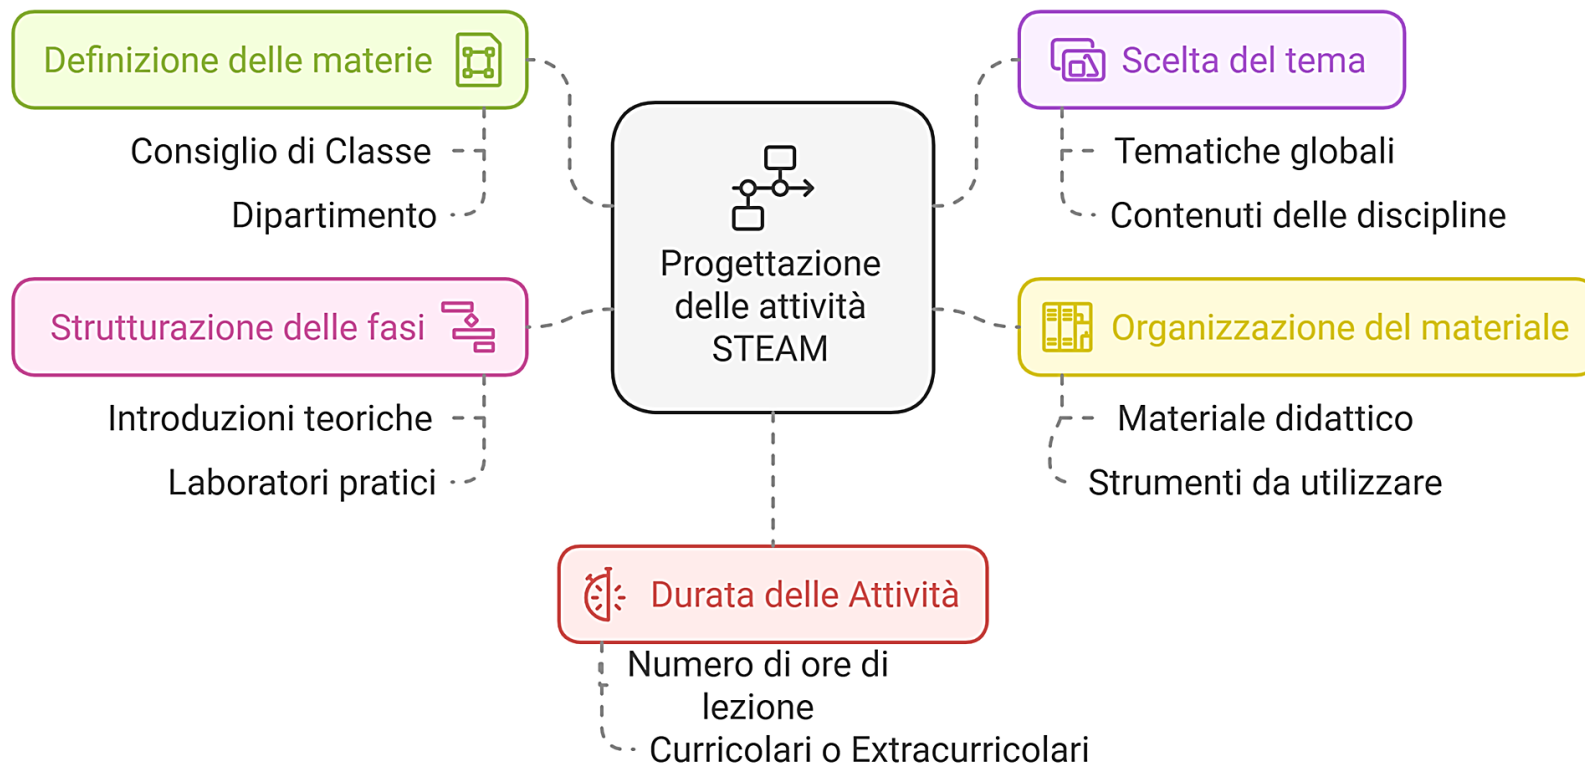 Definizione delle materie
Consiglio di Classe
Dipartimento
Strutturazione delle fasi
Introduzioni teoriche
Laboratori pratici
Progettazione
delle attività
STEAM
Scelta del tema
Tematiche globali
Contenuti delle discipline
Organizzazione del materiale
Materiale didattico
Strumenti da utilizzare
Durata delle Attività
Numero di ore di
lezione
Curricolari o Extracurricolari